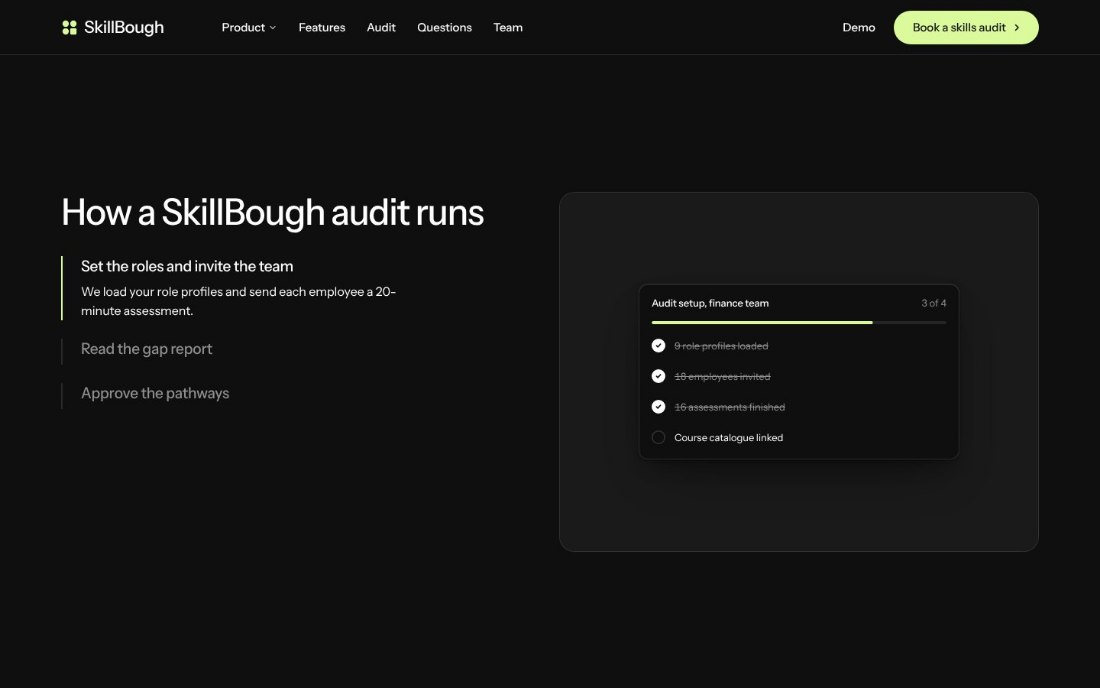 SkillBough
Product
Features
Audit
Questions
Team
Demo
Book a skills audit
How a SkillBough audit runs
Set the roles and invite the team
We load your role profiles and send each employee a 20-
minute assessment.
Read the gap report
Approve the pathways
Audit setup, finance team
3 of 4
9 role profiles loaded
18 employees invited
16 assessments finished
Course catalogue linked